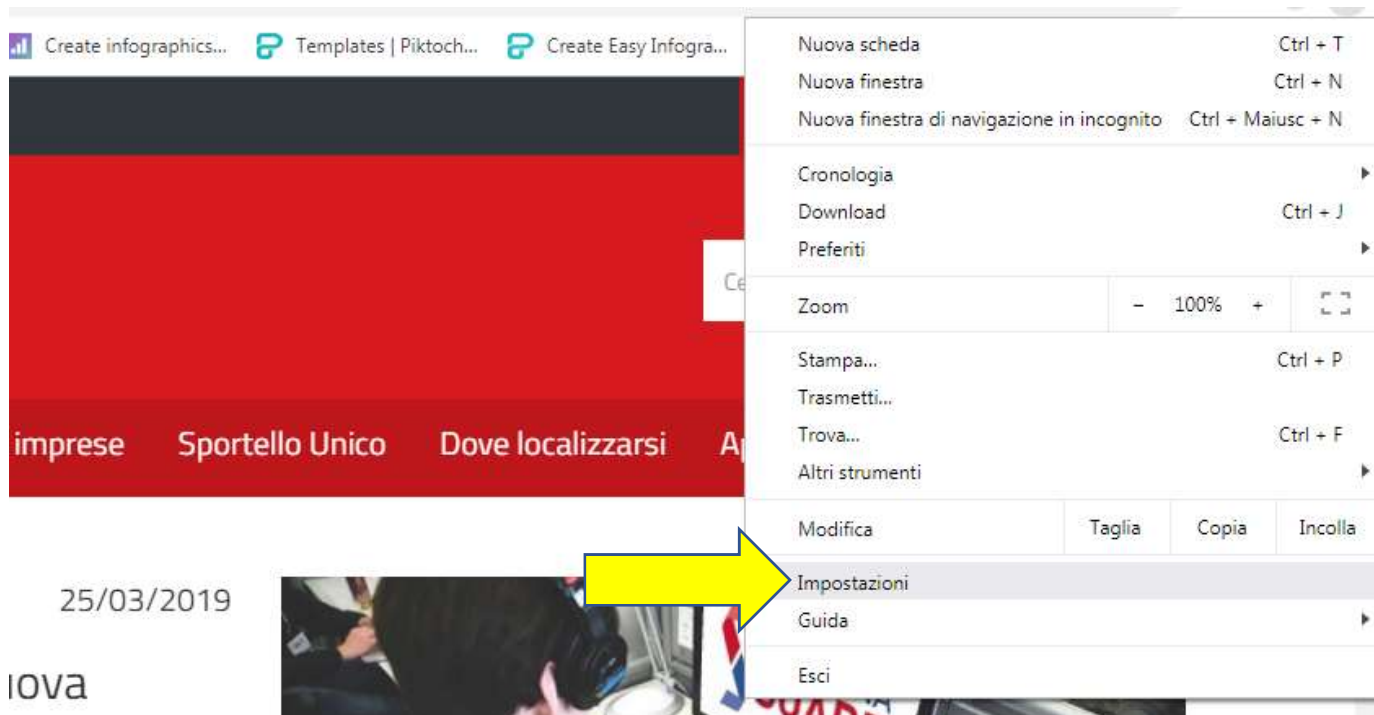 Create infographics... Templates | Piktoch... Create Easy Infogra...
Nuova scheda Ctrl + T
Nuova finestra Ctrl + N
Nuova finestra di navigazione in incognito Ctrl + Maiusc + N
Cronologia
Download Ctrl + J
Preferiti
Zoom - 100% +
Stampa... Ctrl + P
Trasmetti...
Trova... Ctrl + F
Altri strumenti
Modifica Taglia Copia Incolla
Impostazioni
Guida
Esci
imprese Sportello Unico Dove localizzarsi
25/03/2019